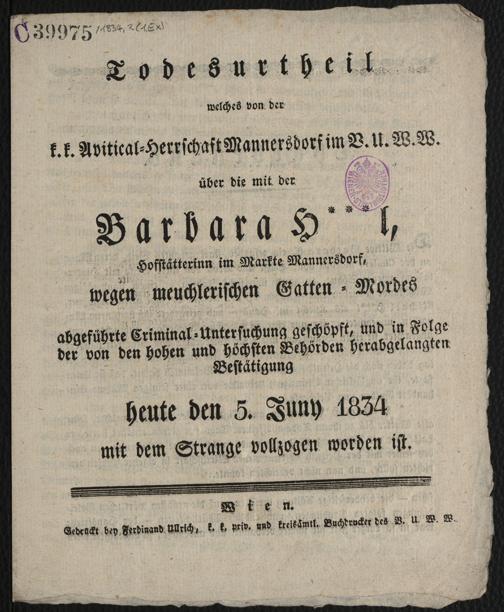 C39975 /1834,2 (1.Ex)
Todesurtheil
welches von der
k. k. Avitical-Herrschaft Mannersdorf im V. U. W. W.
über die mit der
Barbara H***l,
Hofstätterinn im Markte Mannersdorf,
wegen meuchlerischen Gatten-Mordes
abgeführte Criminal-Untersuchung geschöpft, und in Folge
der von den hohen und höchsten Behörden herabgelangten
Bestätigung
heute den 5. Juny 1834
mit dem Strange vollzogen worden ist.
Wien.
Gedruckt bey Ferdinand Ullrich, k. k. priv. und kreisämtl. Buchdrucker des V. U. W. W.